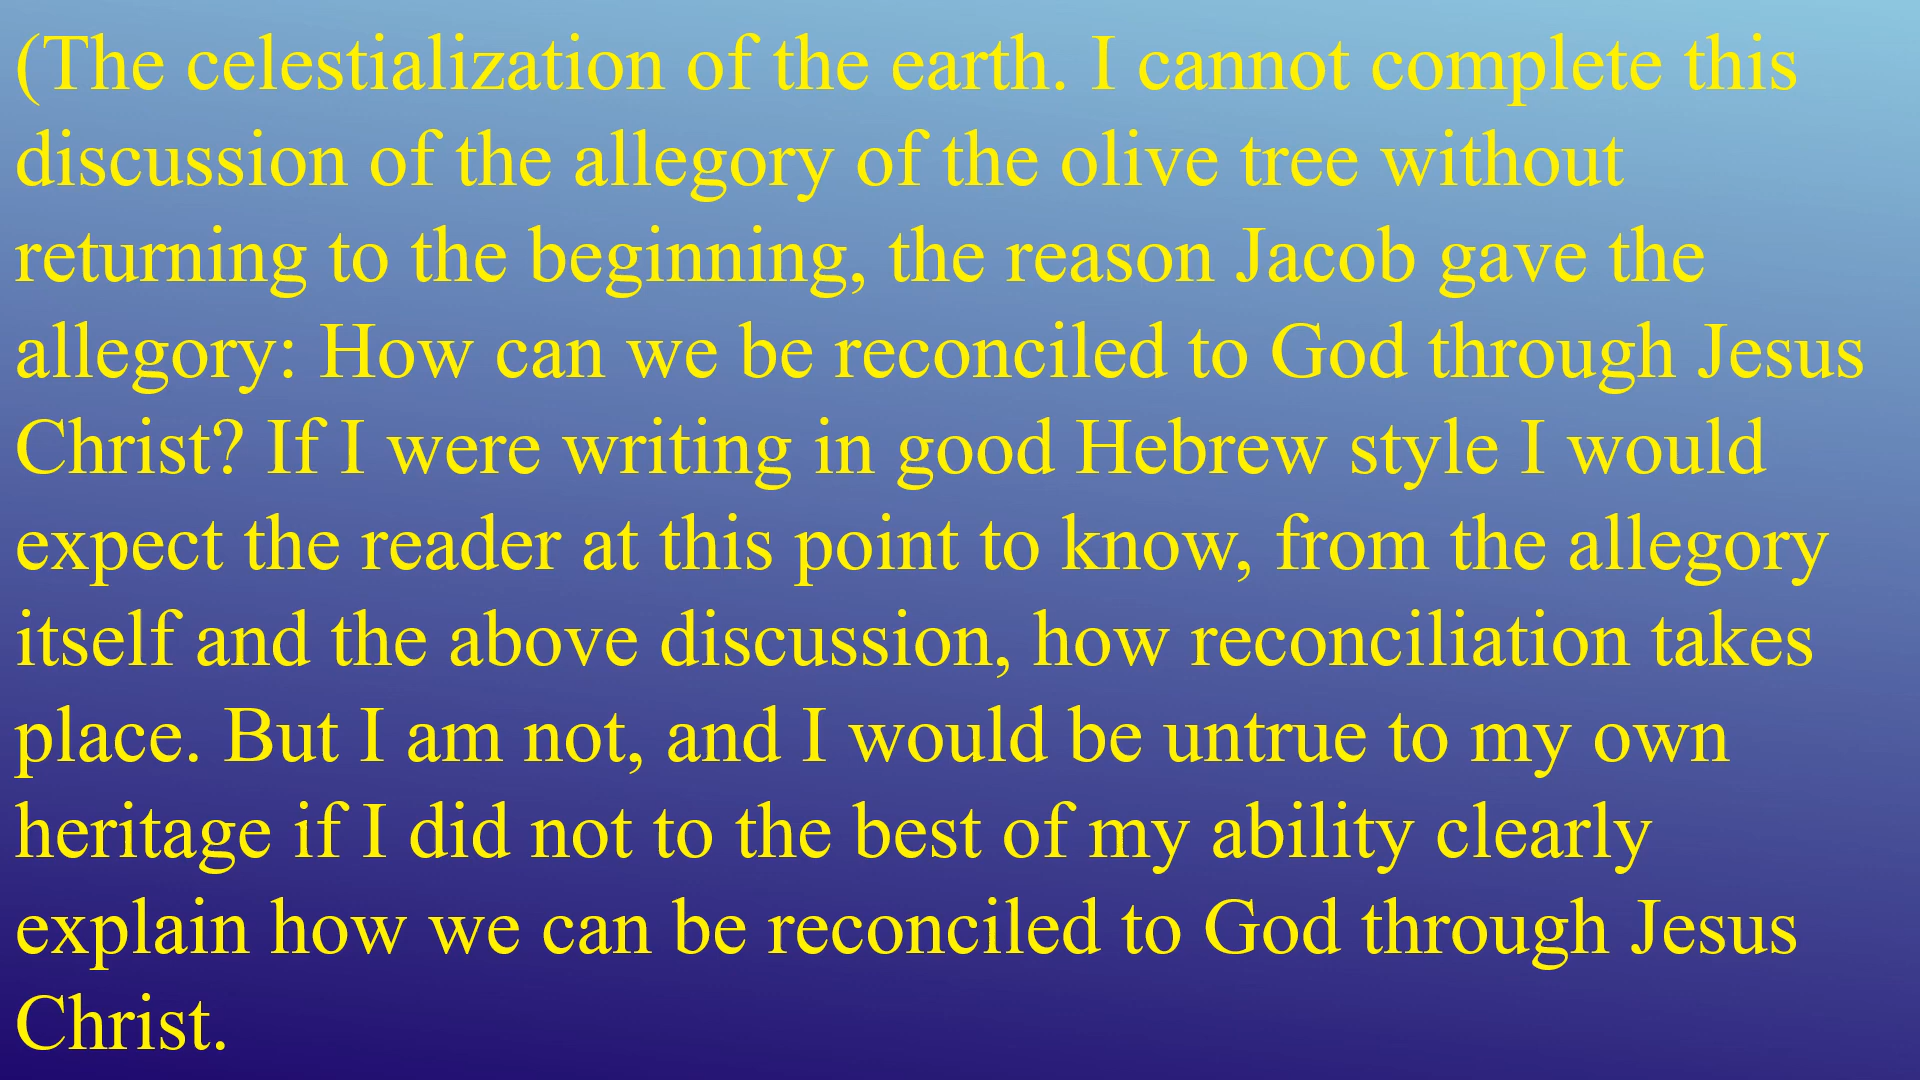 (The celestialization of the earth. I cannot complete this
discussion of the allegory of the olive tree without
returning to the beginning, the reason Jacob gave the
allegory: How can we be reconciled to God through Jesus
Christ? If I were writing in good Hebrew style I would
expect the reader at this point to know, from the allegory
itself and the above discussion, how reconciliation takes
place. But I am not, and I would be untrue to my own
heritage if I did not to the best of my ability clearly
explain how we can be reconciled to God through Jesus
Christ.